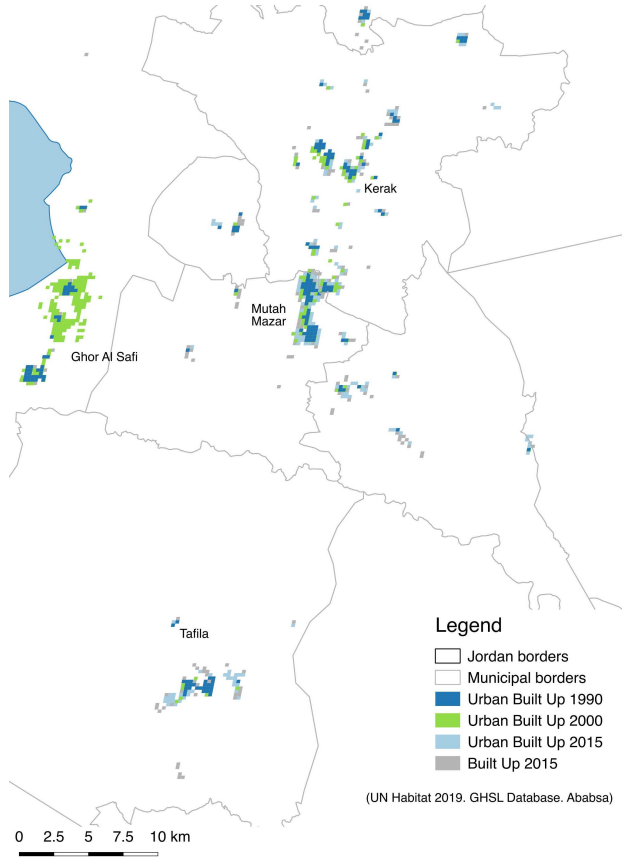 Kerak
Mutah
Mazar
Ghor Al Safi
Tafila
Legend
Jordan borders
Municipal borders
Urban Built Up 1990
Urban Built Up 2000
Urban Built Up 2015
Built Up 2015
(UN Habitat 2019. GHSL Database. Ababsa)
0 2.5 5 7.5 10 km